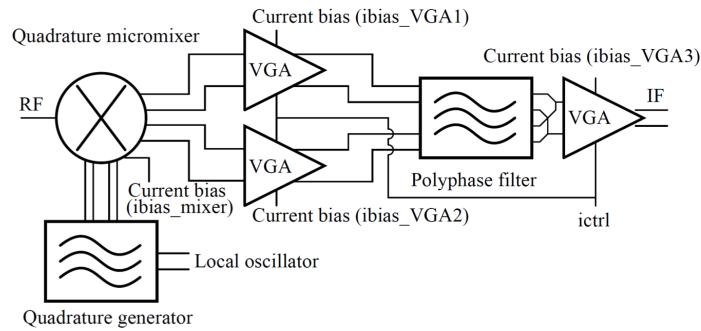 Current bias (ibias_VGA1)
Quadrature micromixer
Current bias (ibias_VGA3)
VGA
RF
IF
VGA
VGA
Current bias
(ibias_mixer)
Polyphase filter
Current bias (ibias_VGA2)
ictrl
Local oscillator
Quadrature generator